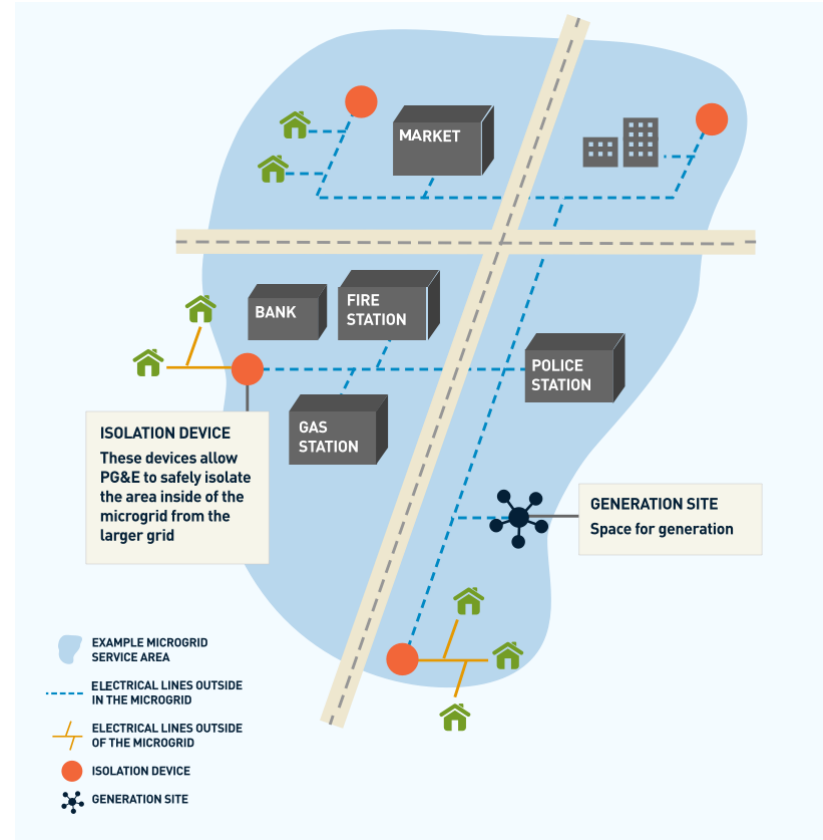 MARKET
BANK
FIRE
STATION
POLICE
STATION
GAS
STATION
ISOLATION DEVICE
These devices allow
PG&E to safely isolate
the area inside of the
microgrid from the
larger grid
GENERATION SITE
Space for generation
EXAMPLE MICROGRID
SERVICE AREA
ELECTRICAL LINES OUTSIDE
IN THE MICROGRID
ELECTRICAL LINES OUTSIDE
OF THE MICROGRID
ISOLATION DEVICE
GENERATION SITE